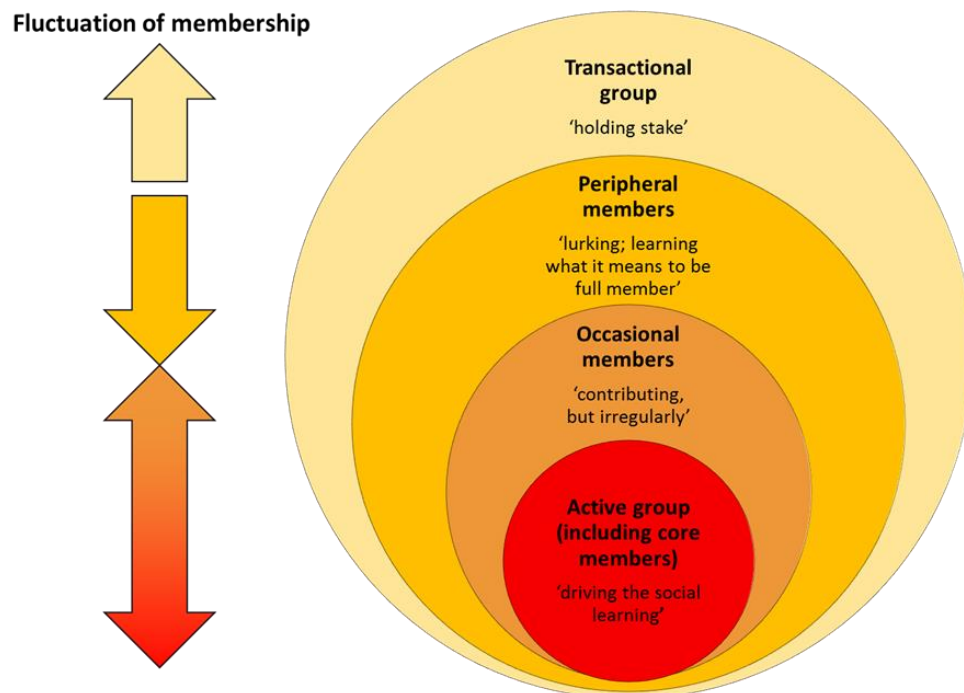 Fluctuation of membership
Transactional
group
‘holding stake’
Peripheral
members
‘lurking; learning
what it means to be
full member’
Occasional
members
‘contributing,
but irregularly’
Active group
(including core
members)
‘driving the social
learning’